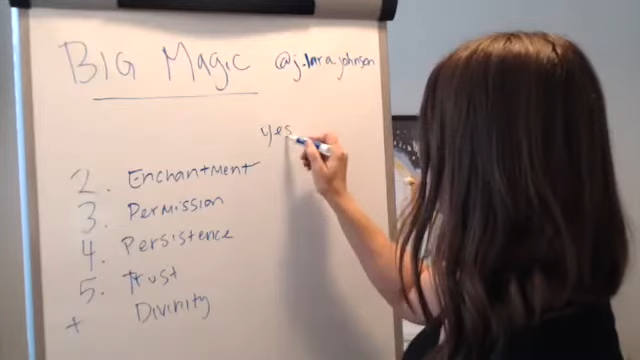 BIG MAGIC @j.lara johnson
yes
2. Enchantment
3. Permission
4. Persistence
5. Trust
+ Divinity